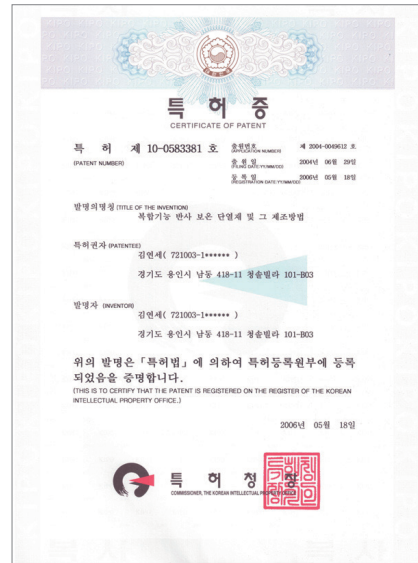 특 허 증
CERTIFICATE OF PATENT
특 허 제 10-0583381 호
(PATENT NUMBER)
출원번호 제 2004-0049612 호
(APPLICATION NUMBER)
출 원 일 2004년 06월 29일
(FILING DATE:YY/MM/DD)
등 록 일 2006년 05월 18일
(REGISTRATION DATE:YY/MM/DD)
발명의명칭 (TITLE OF THE INVENTION)
복합기능 반사 보온 단열재 및 그 제조방법
특허권자 (PATENTEE)
김연세( 721003-1****** )
경기도 용인시 남동 418-11 청솔빌라 101-B03
발명자 (INVENTOR)
김연세( 721003-1****** )
경기도 용인시 남동 418-11 청솔빌라 101-B03
위의 발명은 「특허법」에 의하여 특허등록원부에 등록
되었음을 증명합니다.
(THIS IS TO CERTIFY THAT THE PATENT IS REGISTERED ON THE REGISTER OF THE KOREAN
INTELLECTUAL PROPERTY OFFICE.)
2006년 05월 18일
특 허 청 장
COMMISSIONER, THE KOREAN INTELLECTUAL PROPERTY OFFICE